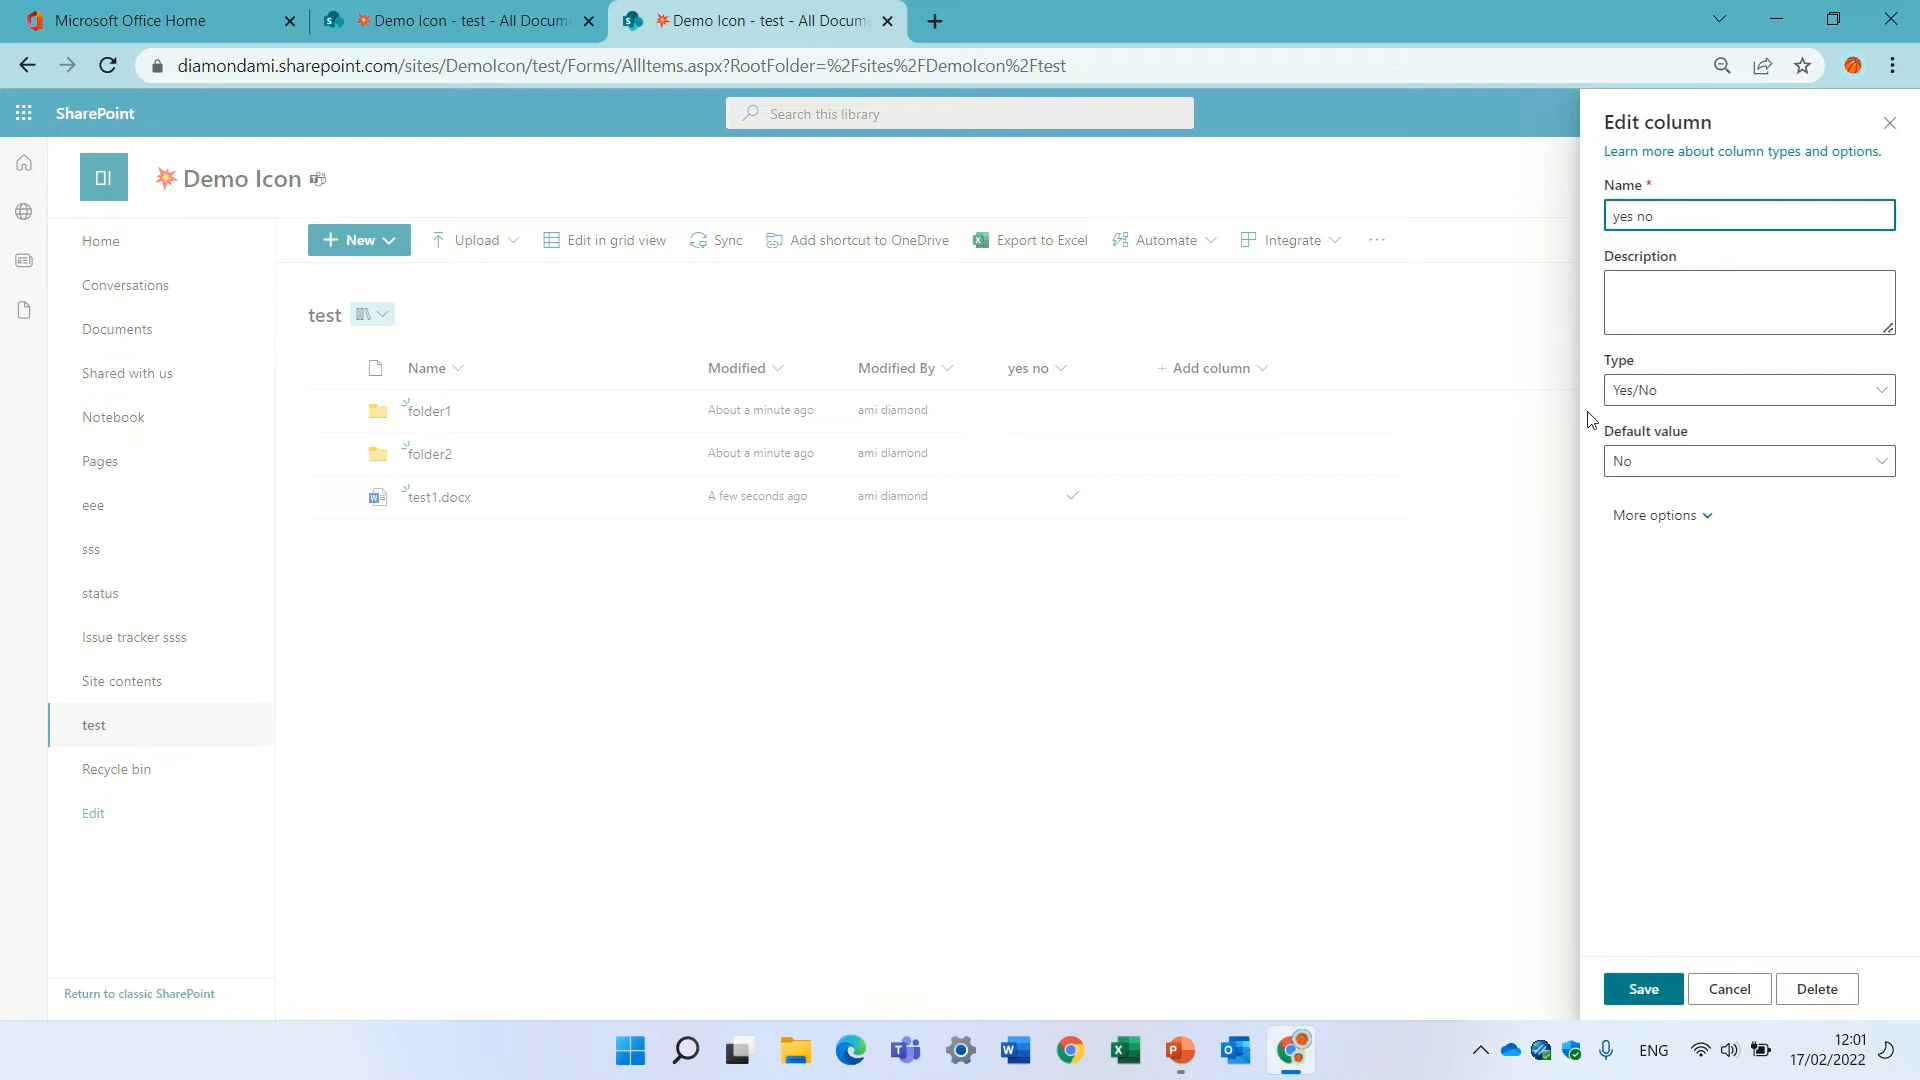 Microsoft Office Home
Demo Icon - test - All Docum
Demo Icon - test - All Docume
diamondami.sharepoint.com/sites/DemoIcon/test/Forms/AllItems.aspx?RootFolder=%2Fsites%2FDemoIcon%2Ftest
SharePoint
Search this library
DI
Demo Icon
Home
Conversations
Documents
Shared with us
Notebook
Pages
eee
sss
status
Issue tracker ssss
Site contents
test
Recycle bin
Edit
Return to classic SharePoint
+ New
Upload
Edit in grid view
Sync
Add shortcut to OneDrive
Export to Excel
Automate
Integrate
...
test
Name Modified Modified By yes no + Add column
folder1 About a minute ago ami diamond
folder2 About a minute ago ami diamond
test1.docx A few seconds ago ami diamond
Edit column
Learn more about column types and options.
Name *
yes no
Description
Type
Yes/No
Default value
No
More options
Save
Cancel
Delete
ENG
12:01
17/02/2022